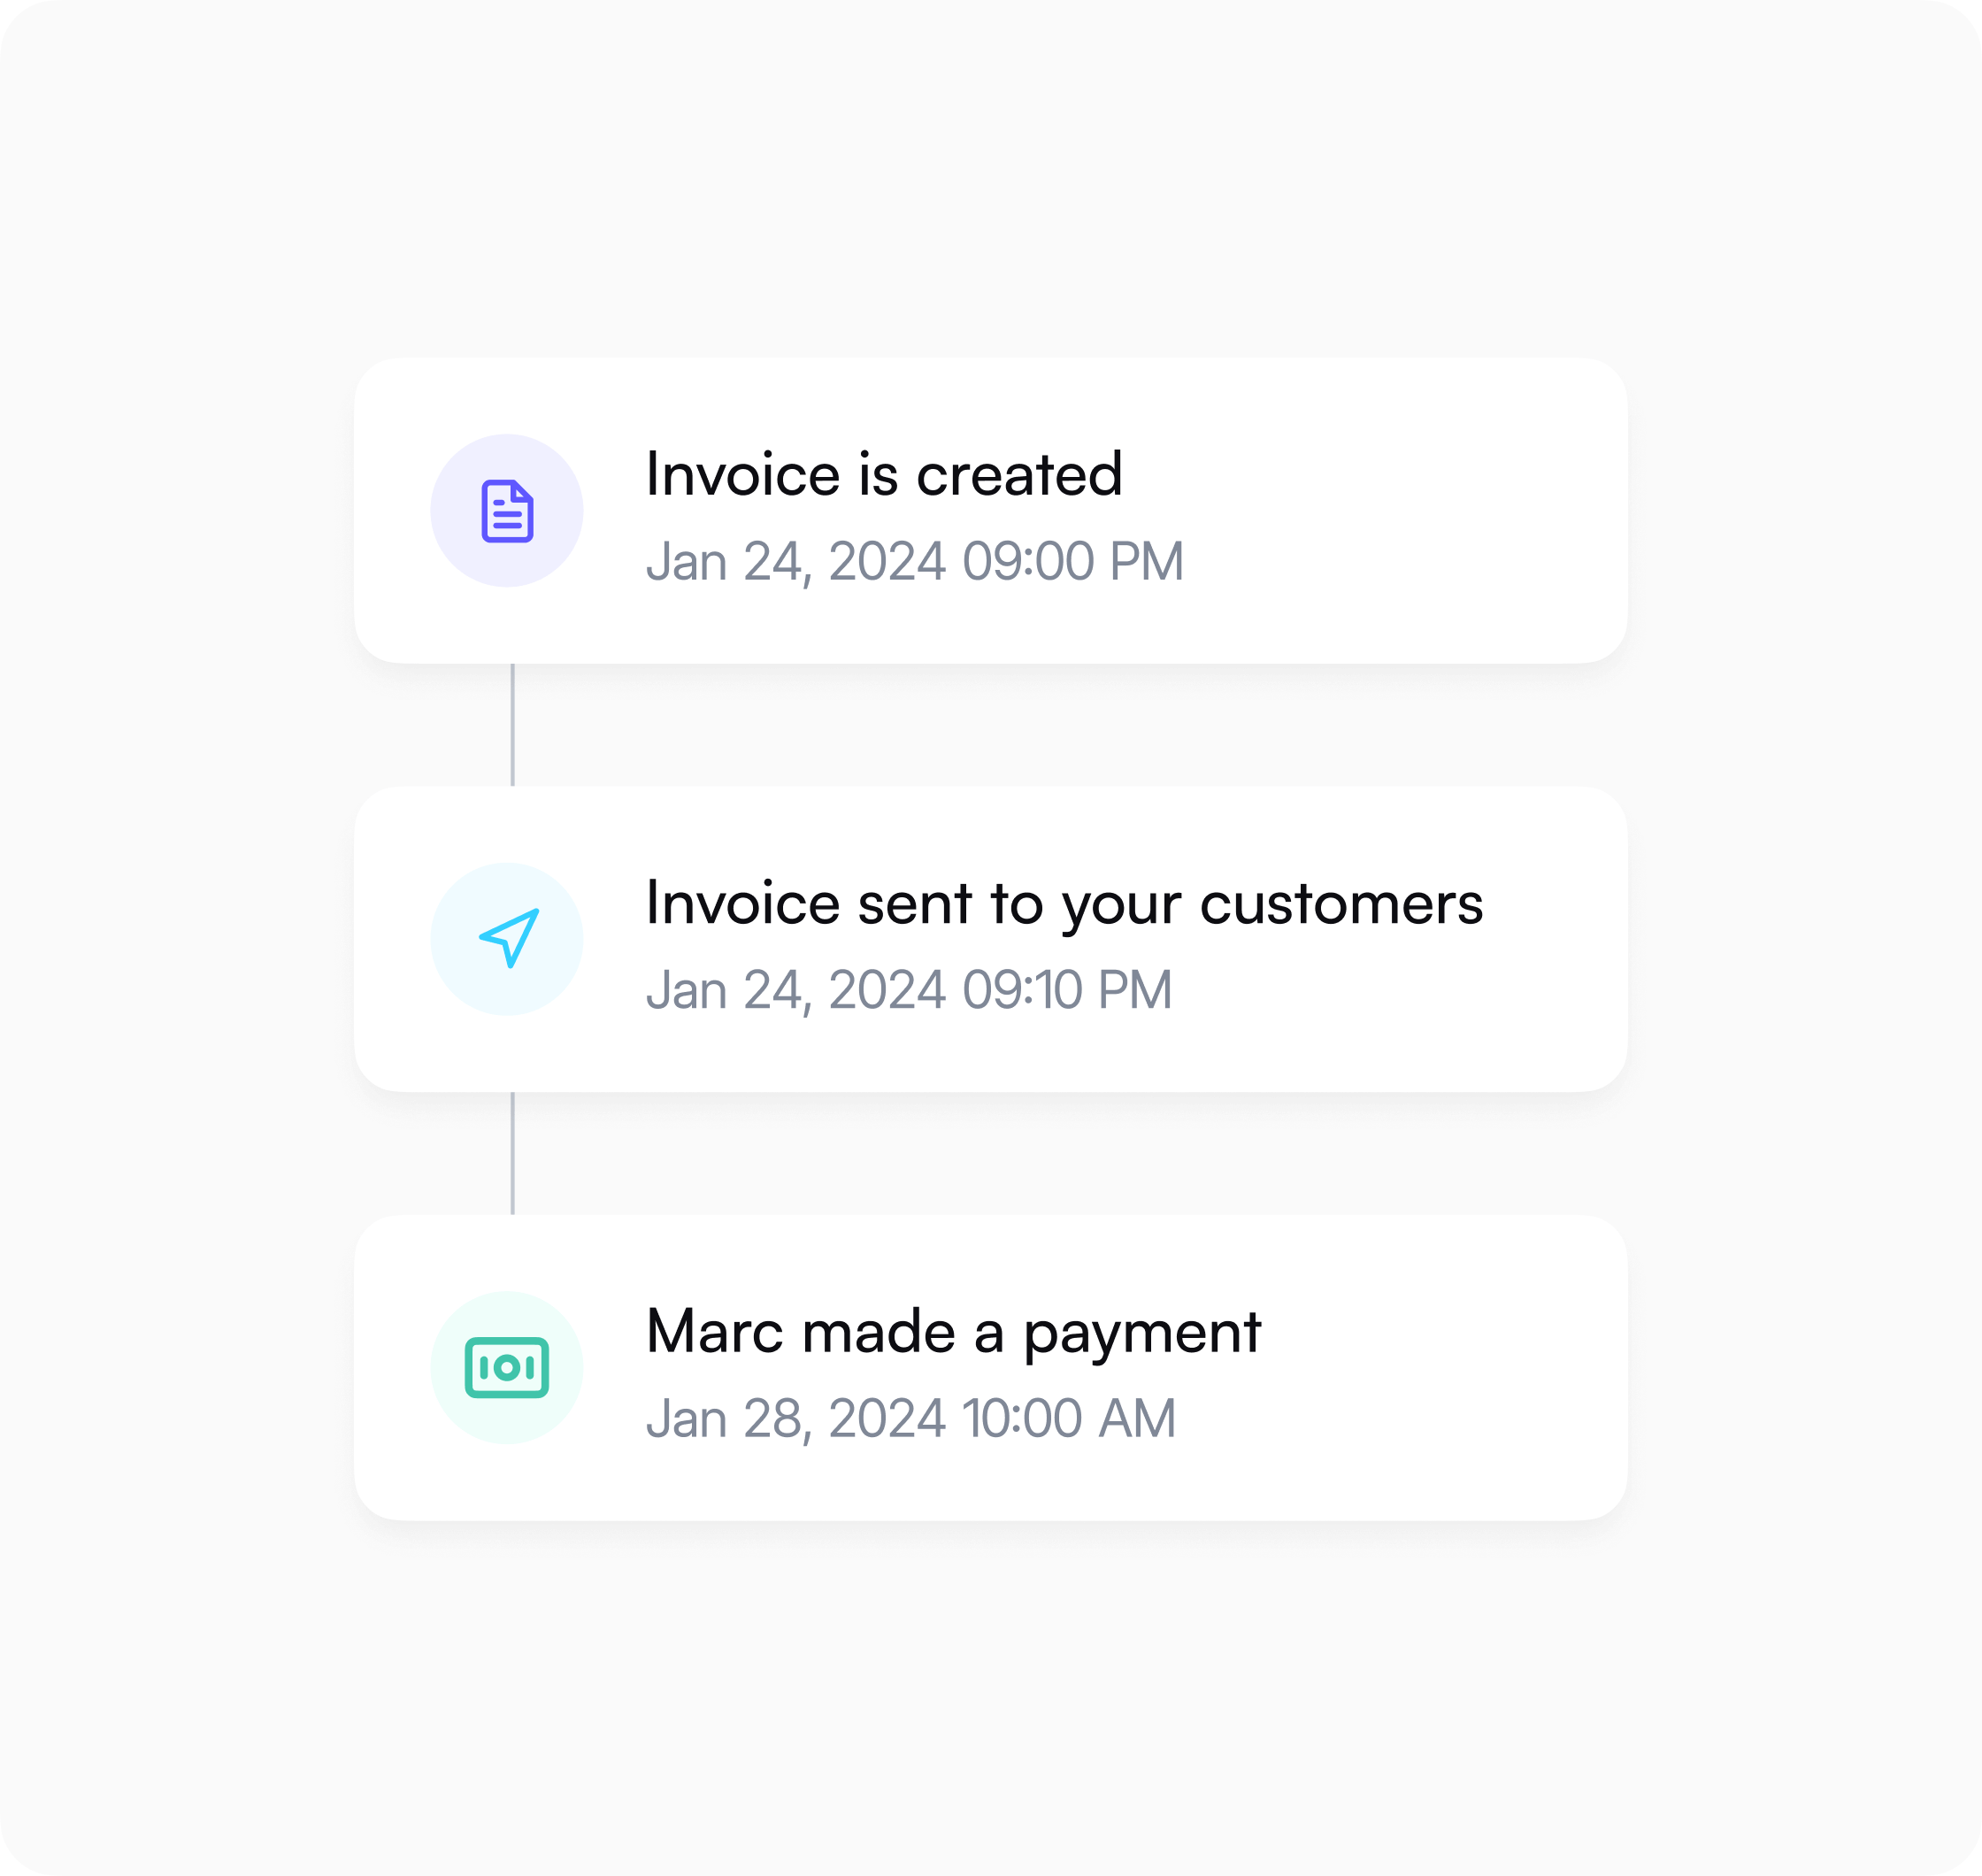 Invoice is created
Jan 24, 2024 09:00 PM
Invoice sent to your customers
Jan 24, 2024 09:10 PM
Marc made a payment
Jan 28, 2024 10:00 AM